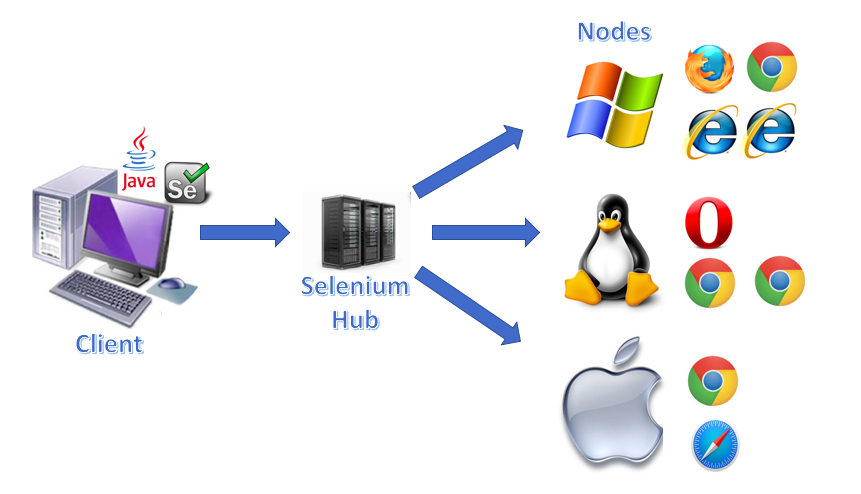 Nodes
Java
Se
Selenium
Hub
Client